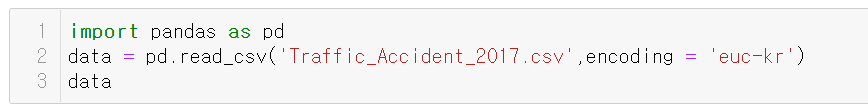 1 import pandas as pd
2 data = pd.read_csv('Traffic_Accident_2017.csv',encoding = 'euc-kr')
3 data